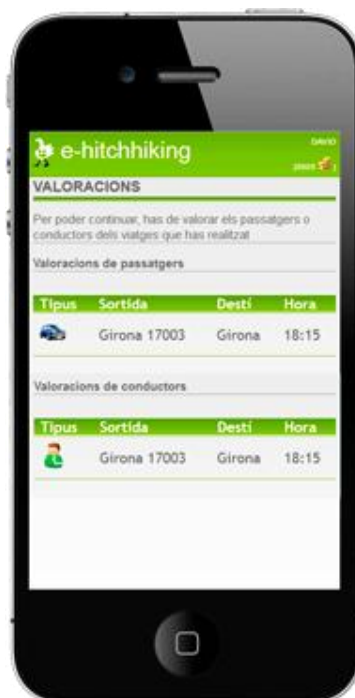 e-hitchhiking
DAVID
VALORACIONS
Per poder continuar, has de valorar els passatgers o
conductors dels viatges que has realitzat
Valoracions de passatgers
Tipus Sortida Destí Hora
Girona 17003 Girona 18:15
Valoracions de conductors
Tipus Sortida Destí Hora
Girona 17003 Girona 18:15